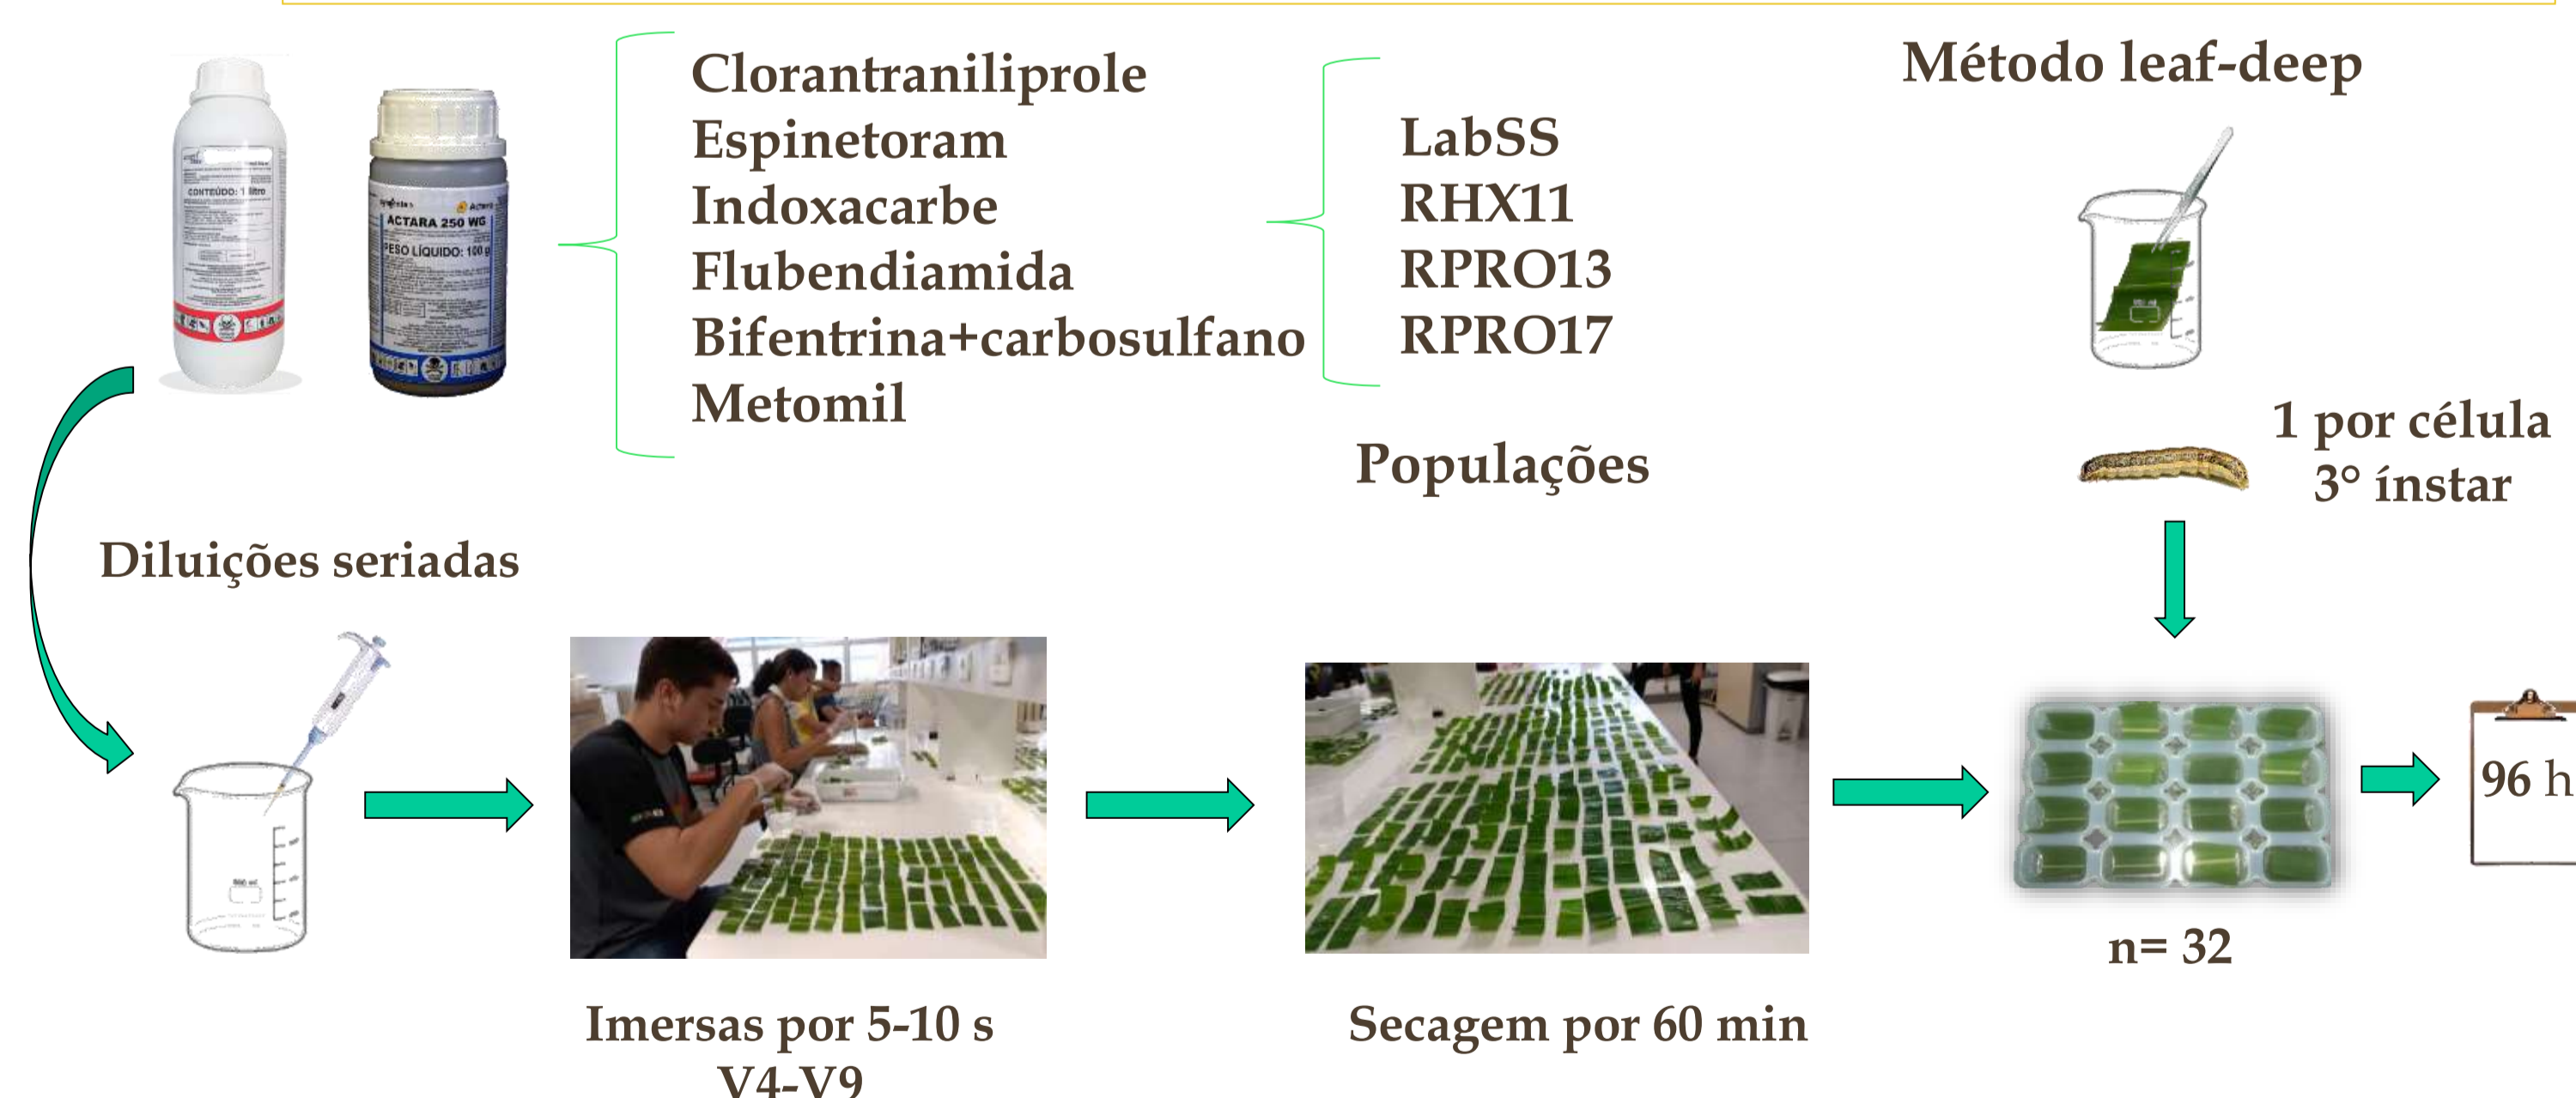 Clorantraniliprole
Espinetoram
Indoxacarbe
Flubendiamida
Bifentrina+carbosulfano
Metomil
LabSS
RHX11
RPRO13
RPRO17
Populações
Método leaf-deep
1 por célula
3° ínstar
CONTEÚDO: 1 litro
ACTARA 250 WG
PESO LÍQUIDO: 100 g
Diluições seriadas
96 h
n= 32
Imersas por 5-10 s
V4-V9
Secagem por 60 min